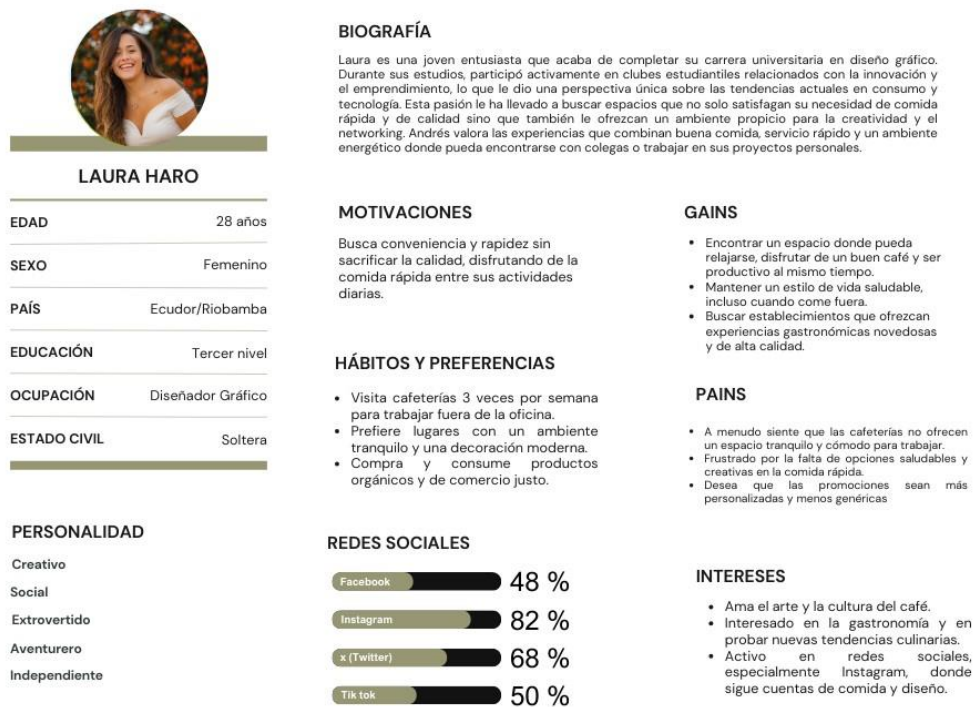 LAURA HARO
EDAD 28 años
SEXO Femenino
PAÍS Ecudor/Riobamba
EDUCACIÓN Tercer nivel
OCUPACIÓN Diseñador Gráfico
ESTADO CIVIL Soltera
PERSONALIDAD
Creativo
Social
Extrovertido
Aventurero
Independiente
BIOGRAFÍA
Laura es una joven entusiasta que acaba de completar su carrera universitaria en diseño gráfico.
Durante sus estudios, participó activamente en clubes estudiantiles relacionados con la innovación y
el emprendimiento, lo que le dio una perspectiva única sobre las tendencias actuales en consumo y
tecnología. Esta pasión le ha llevado a buscar espacios que no solo satisfagan su necesidad de comida
rápida y de calidad sino que también le ofrezcan un ambiente propicio para la creatividad y el
networking. Andrés valora las experiencias que combinan buena comida, servicio rápido y un ambiente
energético donde pueda encontrarse con colegas o trabajar en sus proyectos personales.
MOTIVACIONES
Busca conveniencia y rapidez sin
sacrificar la calidad, disfrutando de la
comida rápida entre sus actividades
diarias.
HÁBITOS Y PREFERENCIAS
• Visita cafeterías 3 veces por semana
para trabajar fuera de la oficina.
• Prefiere lugares con un ambiente
tranquilo y una decoración moderna.
• Compra y consume productos
orgánicos y de comercio justo.
REDES SOCIALES
Facebook 48 %
Instagram 82 %
x (Twitter) 68 %
Tik tok 50 %
GAINS
• Encontrar un espacio donde pueda
relajarse, disfrutar de un buen café y ser
productivo al mismo tiempo.
• Mantener un estilo de vida saludable,
incluso cuando come fuera.
• Buscar establecimientos que ofrezcan
experiencias gastronómicas novedosas
y de alta calidad.
PAINS
• A menudo siente que las cafeterías no ofrecen
un espacio tranquilo y cómodo para trabajar.
• Frustrado por la falta de opciones saludables y
creativas en la comida rápida.
• Desea que las promociones sean más
personalizadas y menos genéricas
INTERESES
• Ama el arte y la cultura del café.
• Interesado en la gastronomía y en
probar nuevas tendencias culinarias.
• Activo en redes sociales,
especialmente Instagram, donde
sigue cuentas de comida y diseño.